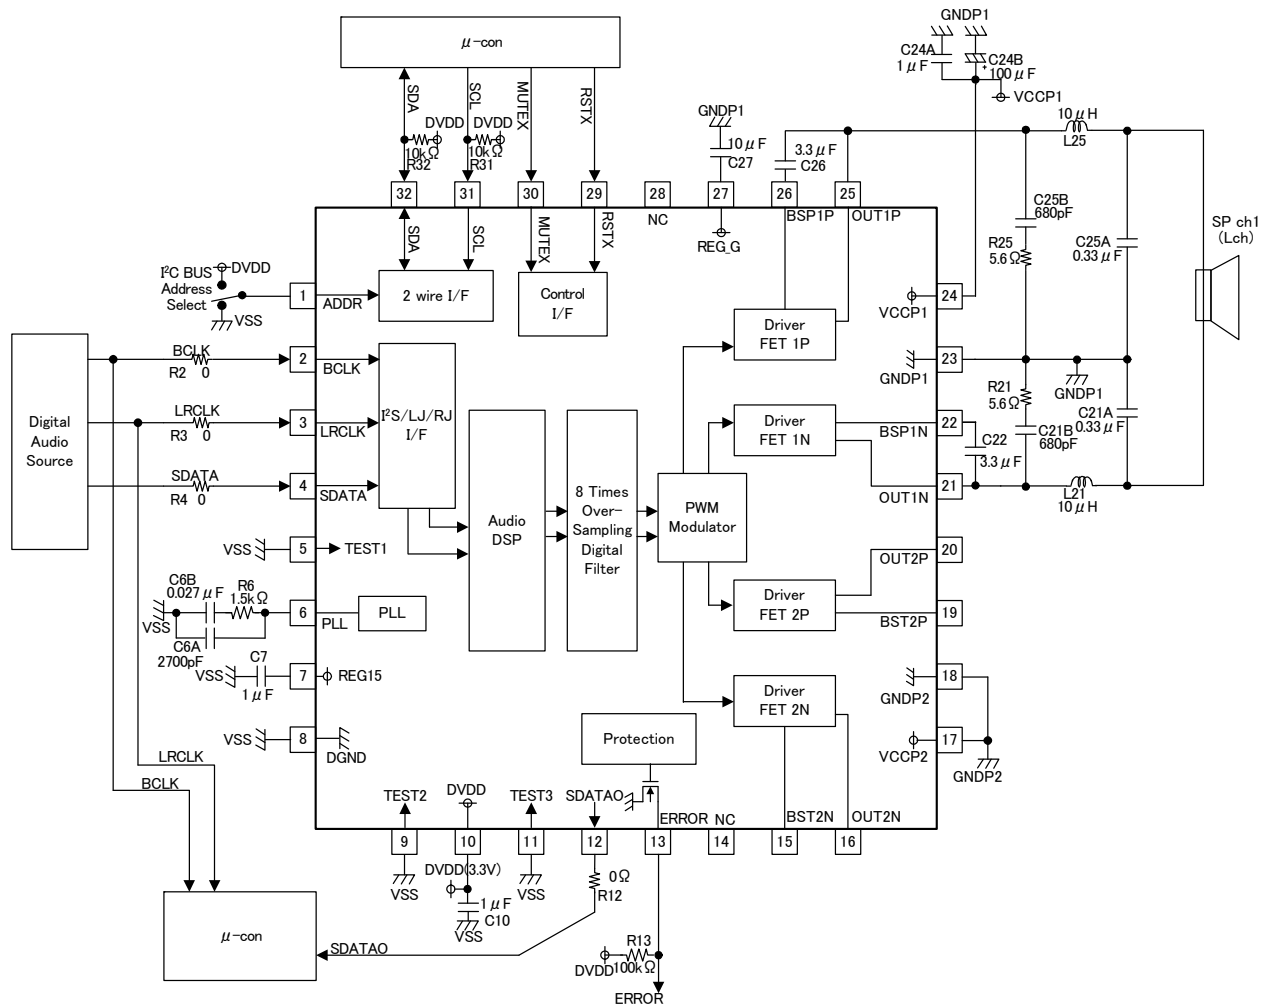 μ-con
SDA
SCL
MUTEX
RSTX
DVDD
10kΩ
R32
DVDD
10kΩ
R31
GNDP1
10μF
C27
3.3μF
C26
GNDP1
C24A
1μF
C24B
+
100μF
VCCP1
10μH
L25
32
31
30
29
28
27
26
25
SDA
SCL
MUTEX
RSTX
NC
REG_G
BSP1P
OUT1P
C25B
680pF
R25
5.6Ω
C25A
0.33μF
SP ch1
(Lch)
I²C BUS
Address
Select
DVDD
VSS
1
ADDR
2 wire I/F
Control
I/F
24
VCCP1
Driver
FET 1P
23
GNDP1
GNDP1
Digital
Audio
Source
BCLK
R2
0
2
BCLK
LRCLK
R3
0
3
LRCLK
SDATA
R4
0
4
SDATA
I²S/LJ/RJ
I/F
Audio
DSP
8 Times
Over-
Sampling
Digital
Filter
PWM
Modulator
Driver
FET 1N
22
BSP1N
21
OUT1N
C22
3.3μF
R21
5.6Ω
C21B
680pF
C21A
0.33μF
L21
10μH
VSS
5
TEST1
C6B
0.027μF
R6
1.5kΩ
VSS
C6A
2700pF
6
PLL
PLL
VSS
C7
1μF
7
REG15
VSS
8
DGND
20
OUT2P
Driver
FET 2P
19
BST2P
18
GNDP2
Driver
FET 2N
17
VCCP2
GNDP2
Protection
LRCLK
BCLK
TEST2
DVDD
TEST3
SDATAO
ERROR
NC
BST2N
OUT2N
9
10
11
12
13
14
15
16
VSS
DVDD(3.3V)
1μF
C10
VSS
VSS
0Ω
R12
μ-con
SDATAO
R13
DVDD
100kΩ
ERROR